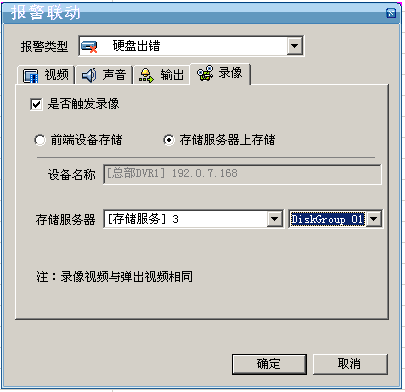 报警联动
报警类型 硬盘出错
视频 声音 输出 录像
是否触发录像
前端设备存储 存储服务器上存储
设备名称 [总部DVR1] 192.0.7.168
存储服务器 [存储服务] 3 DiskGroup 01
注：录像视频与弹出视频相同
确定 取消